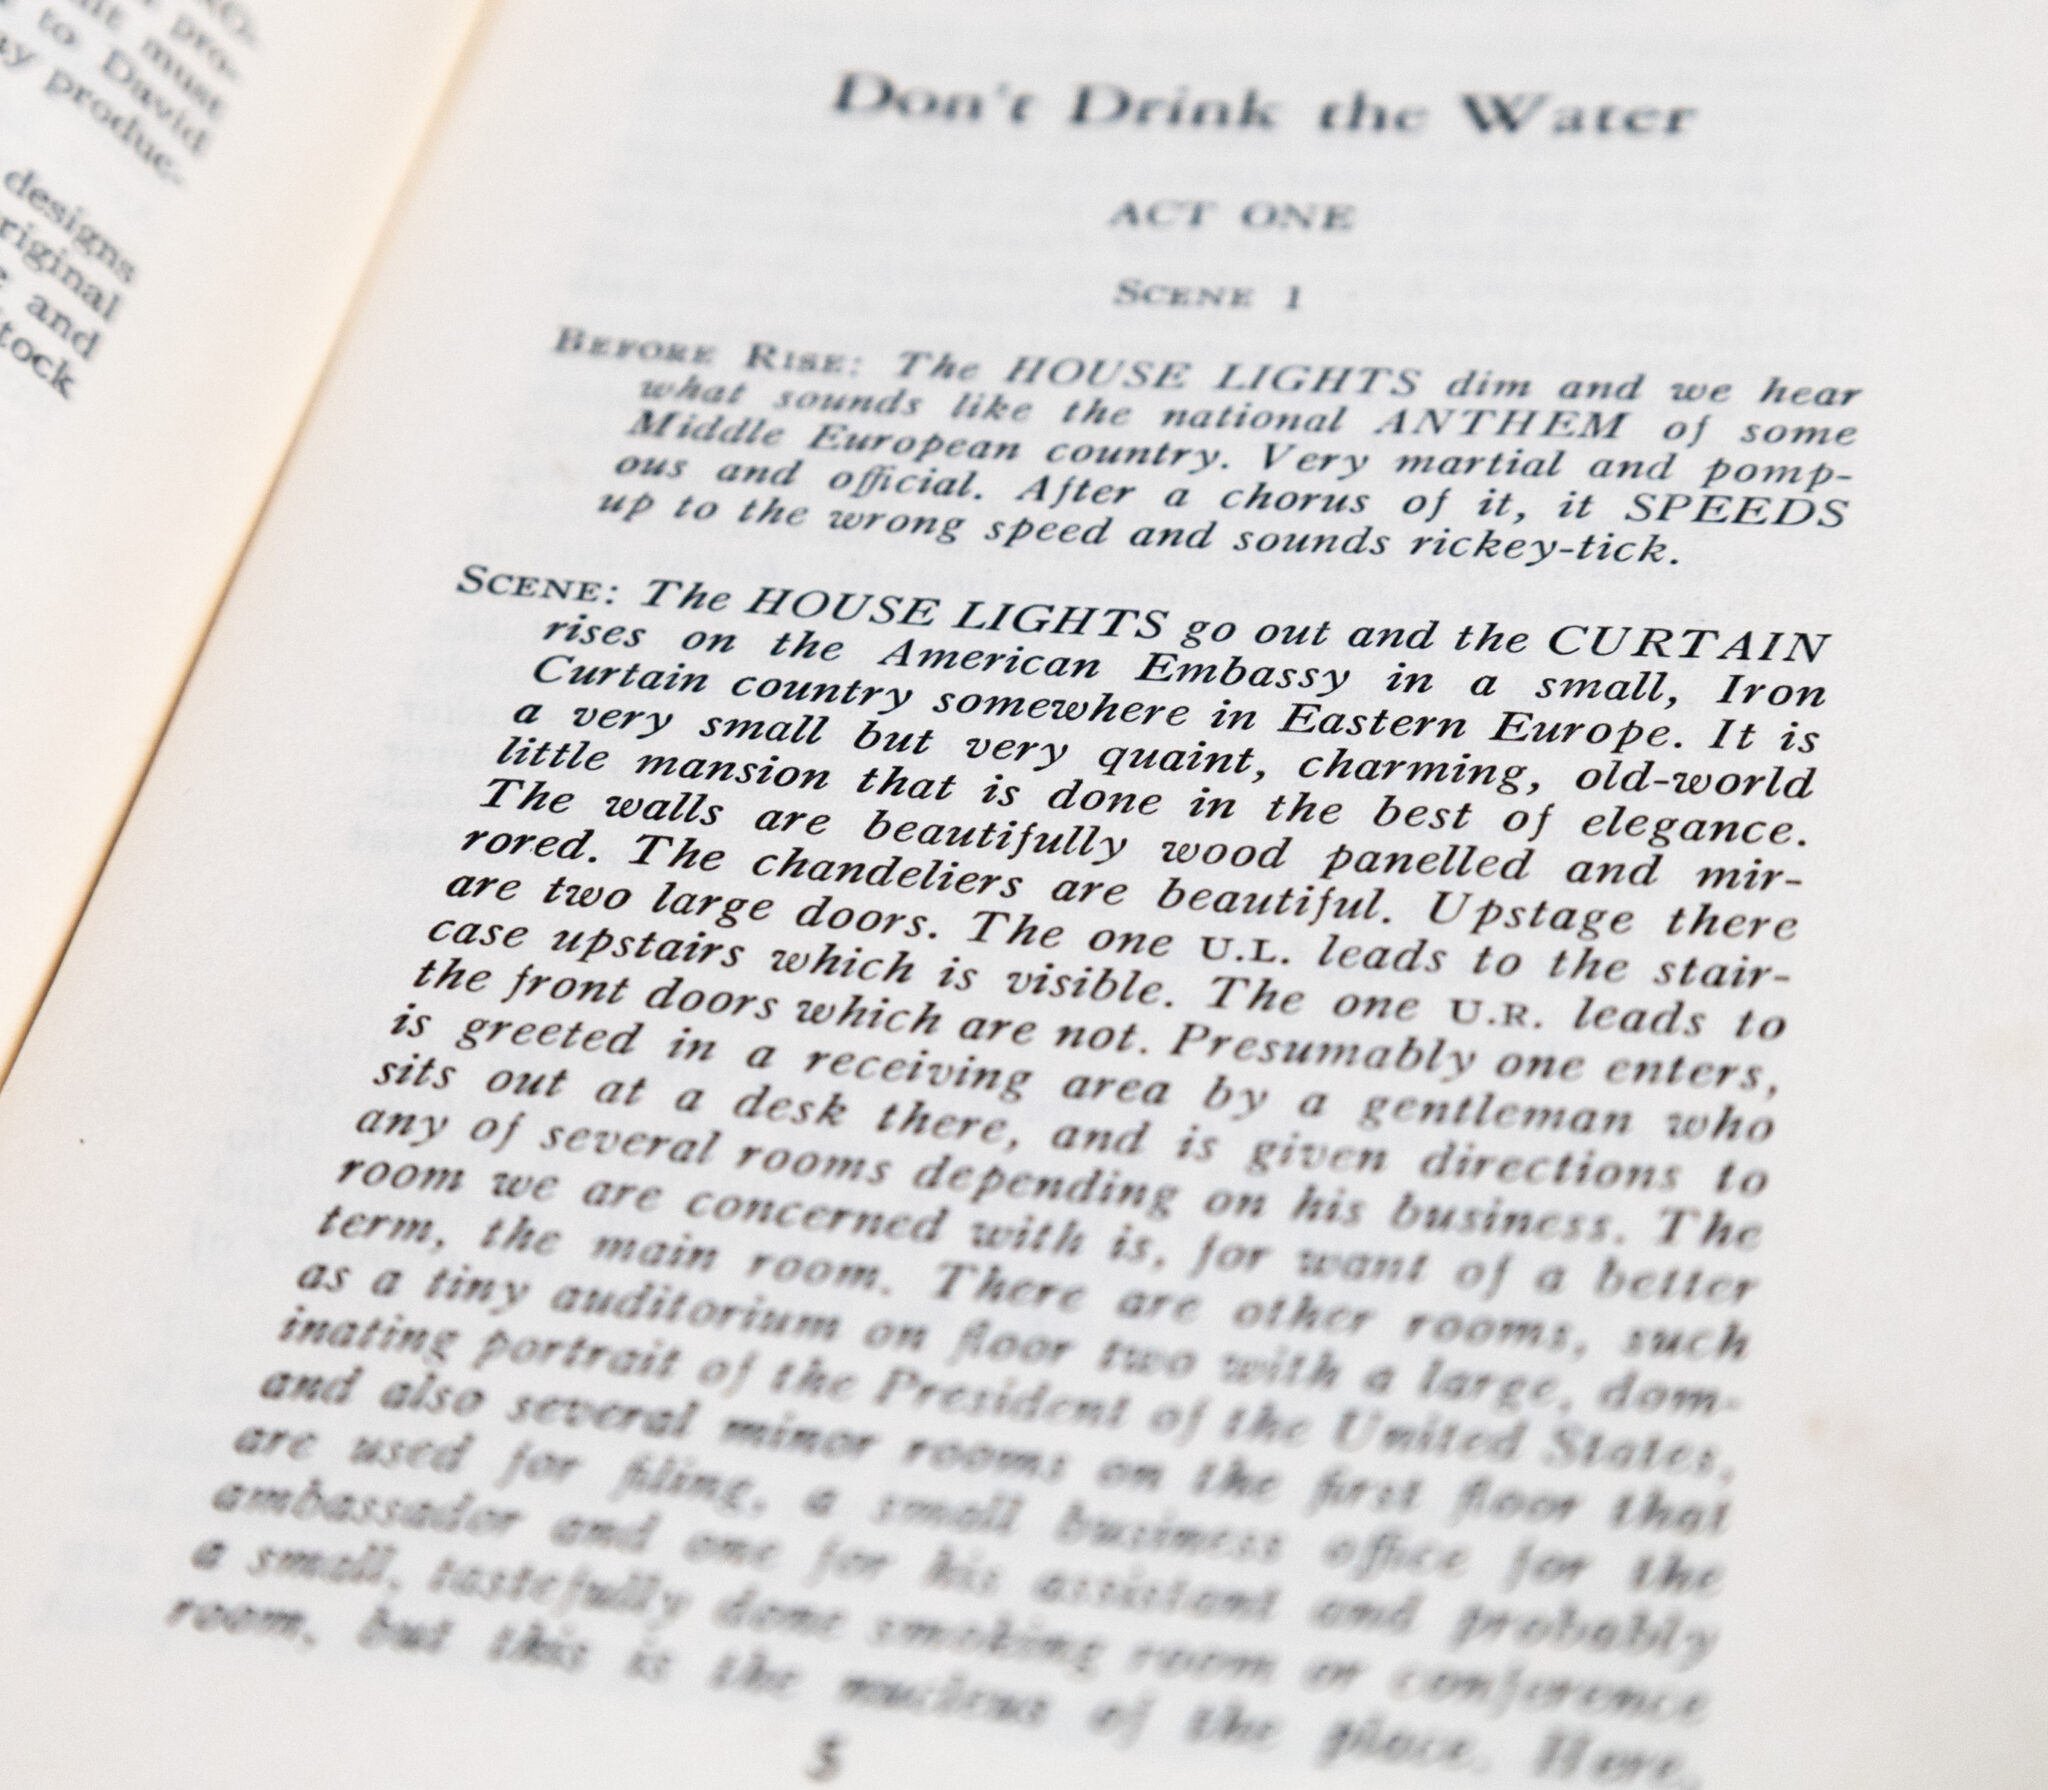 pro-
must
to David
produc-
designs
and
Don't Drink the Water
ACT ONE
SCENE 1
BEFORE RISE: The HOUSE LIGHTS dim and we hear
what sounds like the national ANTHEM of some
Middle European country. Very martial and pomp-
ous and official. After a chorus of it, it SPEEDS
up to the wrong speed and sounds rickey-tick.
SCENE: The HOUSE LIGHTS go out and the CURTAIN
rises on the American Embassy in a small, Iron
Curtain country somewhere in Eastern Europe. It is
a very small but very quaint, charming, old-world
little mansion that is done in the best of elegance.
The walls are beautifully wood panelled and mir-
rored. The chandeliers are beautiful. Upstage there
are two large doors. The one U.L. leads to the stair-
case upstairs which is visible. The one U.R. leads to
the front doors which are not. Presumably one enters,
is greeted in a receiving area by a gentleman who
sits out at a desk there, and is given directions to
any of several rooms depending on his business. The
room we are concerned with is, for want of a better
term, the main room. There are other rooms, such
as a tiny auditorium on floor two with a large, dom-
inating portrait of the President of the United States,
and also several minor rooms on the first floor that
are used for filing, a small business office for the
ambassador and one for his assistant and probably
a small, tastefully done smoking room or conference
room, but this is the nucleus of the place. Here,
5